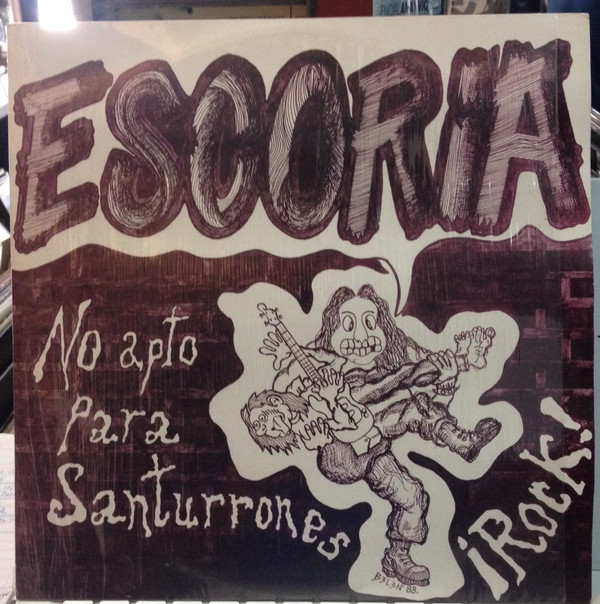 ESCORIA
No apto
Para
Santurrones
¡Rock!